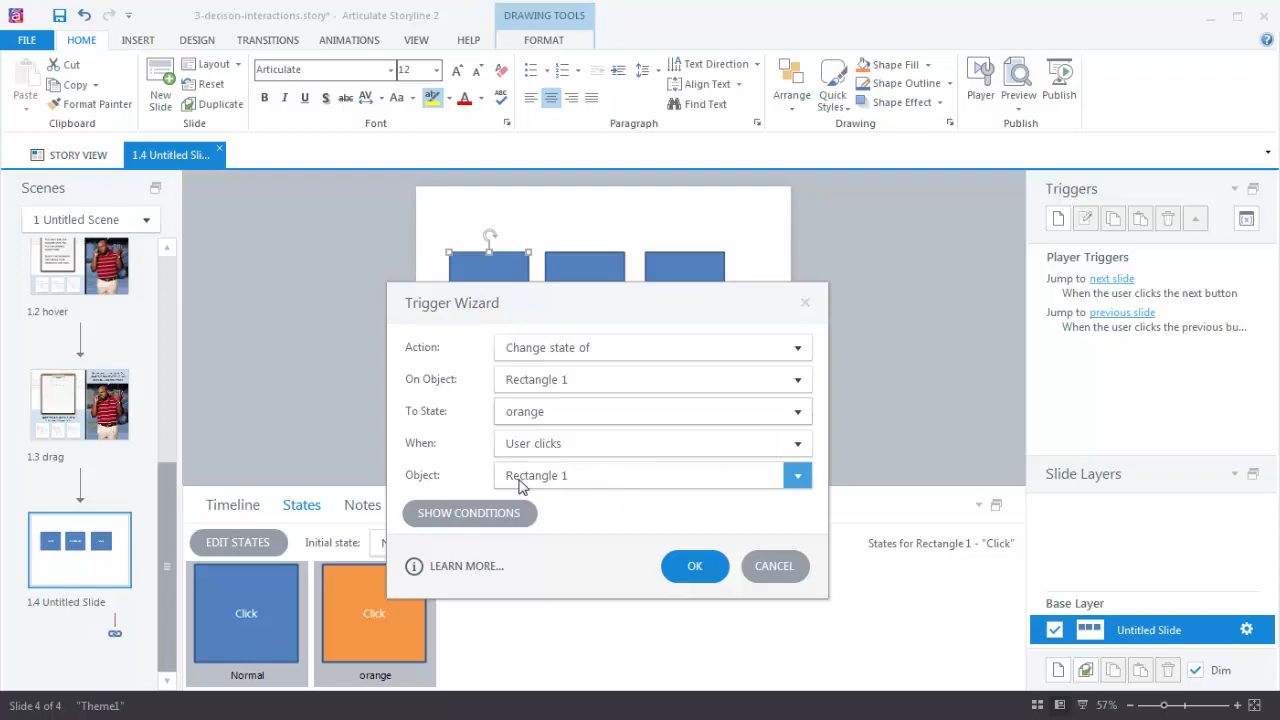 3-decison-interactions.story* - Articulate Storyline 2
DRAWING TOOLS
FILE
HOME
INSERT
DESIGN
TRANSITIONS
ANIMATIONS
VIEW
HELP
FORMAT
Paste
Cut
Copy
Format Painter
Clipboard
New
Slide
Layout
Reset
Duplicate
Slide
Articulate
12
B I U S abc AV Aa A
ABC
Font
Text Direction
Align Text
Find Text
Paragraph
Arrange
Quick
Styles
Shape Fill
Shape Outline
Shape Effect
Drawing
Player
Preview
Publish
Publish
STORY VIEW
1.4 Untitled Sli...
Scenes
1 Untitled Scene
1.2 hover
1.3 drag
1.4 Untitled Slide
Trigger Wizard
Action:
Change state of
On Object:
Rectangle 1
To State:
orange
When:
User clicks
Object:
Rectangle 1
SHOW CONDITIONS
LEARN MORE...
OK
CANCEL
Timeline
States
Notes
EDIT STATES
Initial state:
States for Rectangle 1 - "Click"
Click
Normal
Click
orange
Triggers
Player Triggers
Jump to next slide
When the user clicks the next button
Jump to previous slide
When the user clicks the previous bu...
Slide Layers
Base Layer
Untitled Slide
Dim
Slide 4 of 4
"Theme1"
57%